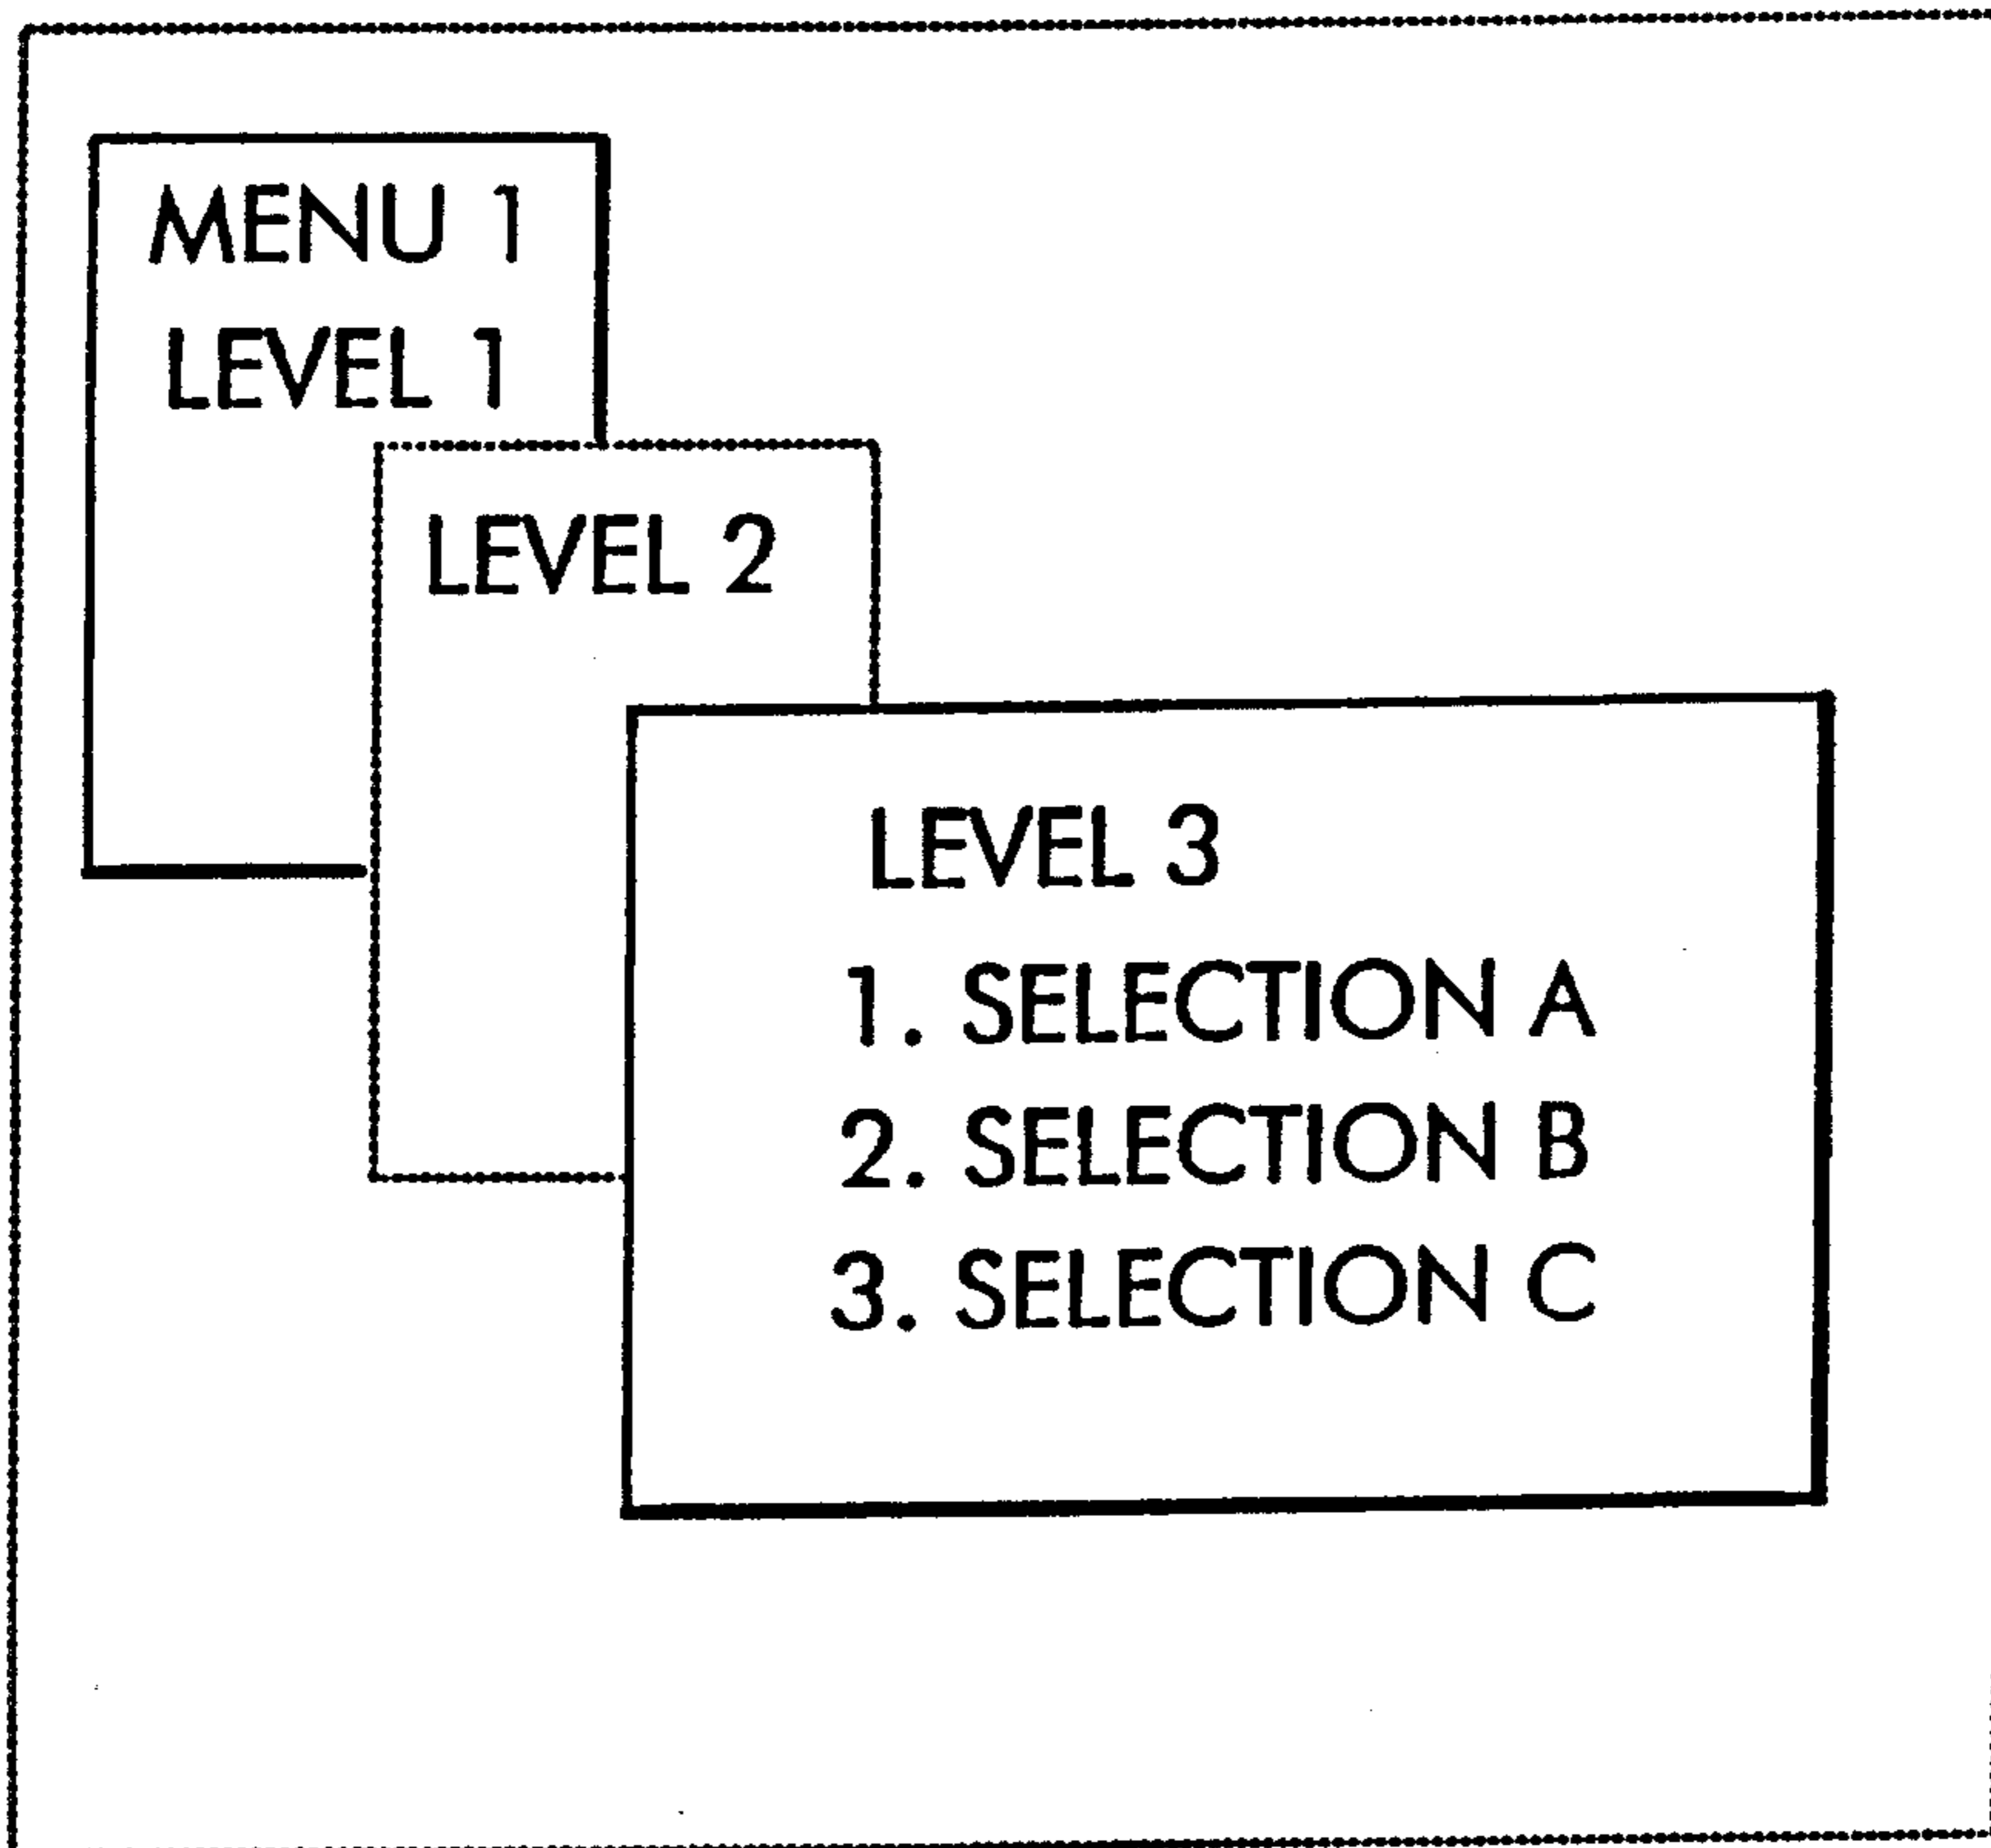 MENU 1
LEVEL 1
LEVEL 2
LEVEL 3
1. SELECTION A
2. SELECTION B
3. SELECTION C